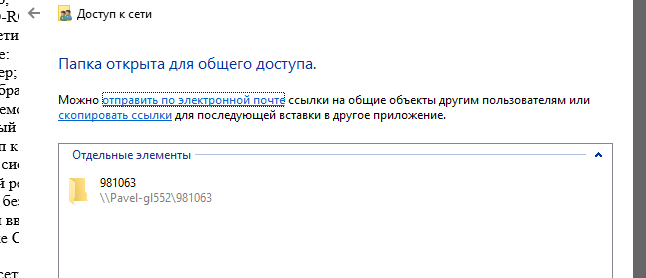 Доступ к сети
Папка открыта для общего доступа.
Можно отправить по электронной почте ссылки на общие объекты другим пользователям или
скопировать ссылки для последующей вставки в другое приложение.
Отдельные элементы
981063
\\Pavel-gl552\981063